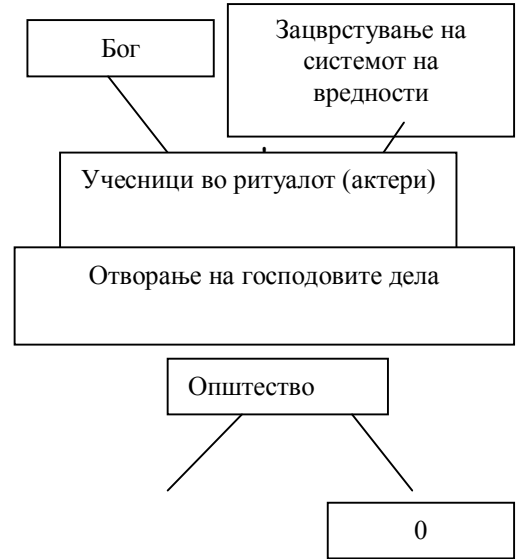 Бог
Зацврстување на
системот на
вредности
Учесници во ритуалот (актери)
Отворање на господовите дела
Општество
0